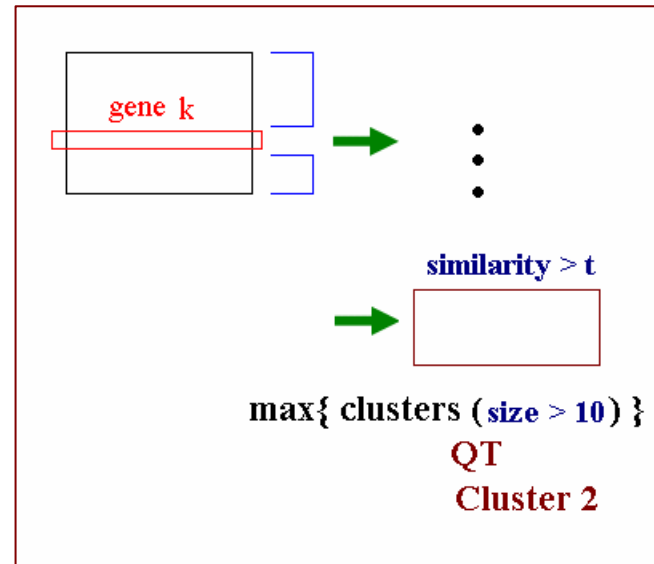 gene k
similarity > t
max{ clusters (size > 10) }
QT
Cluster 2